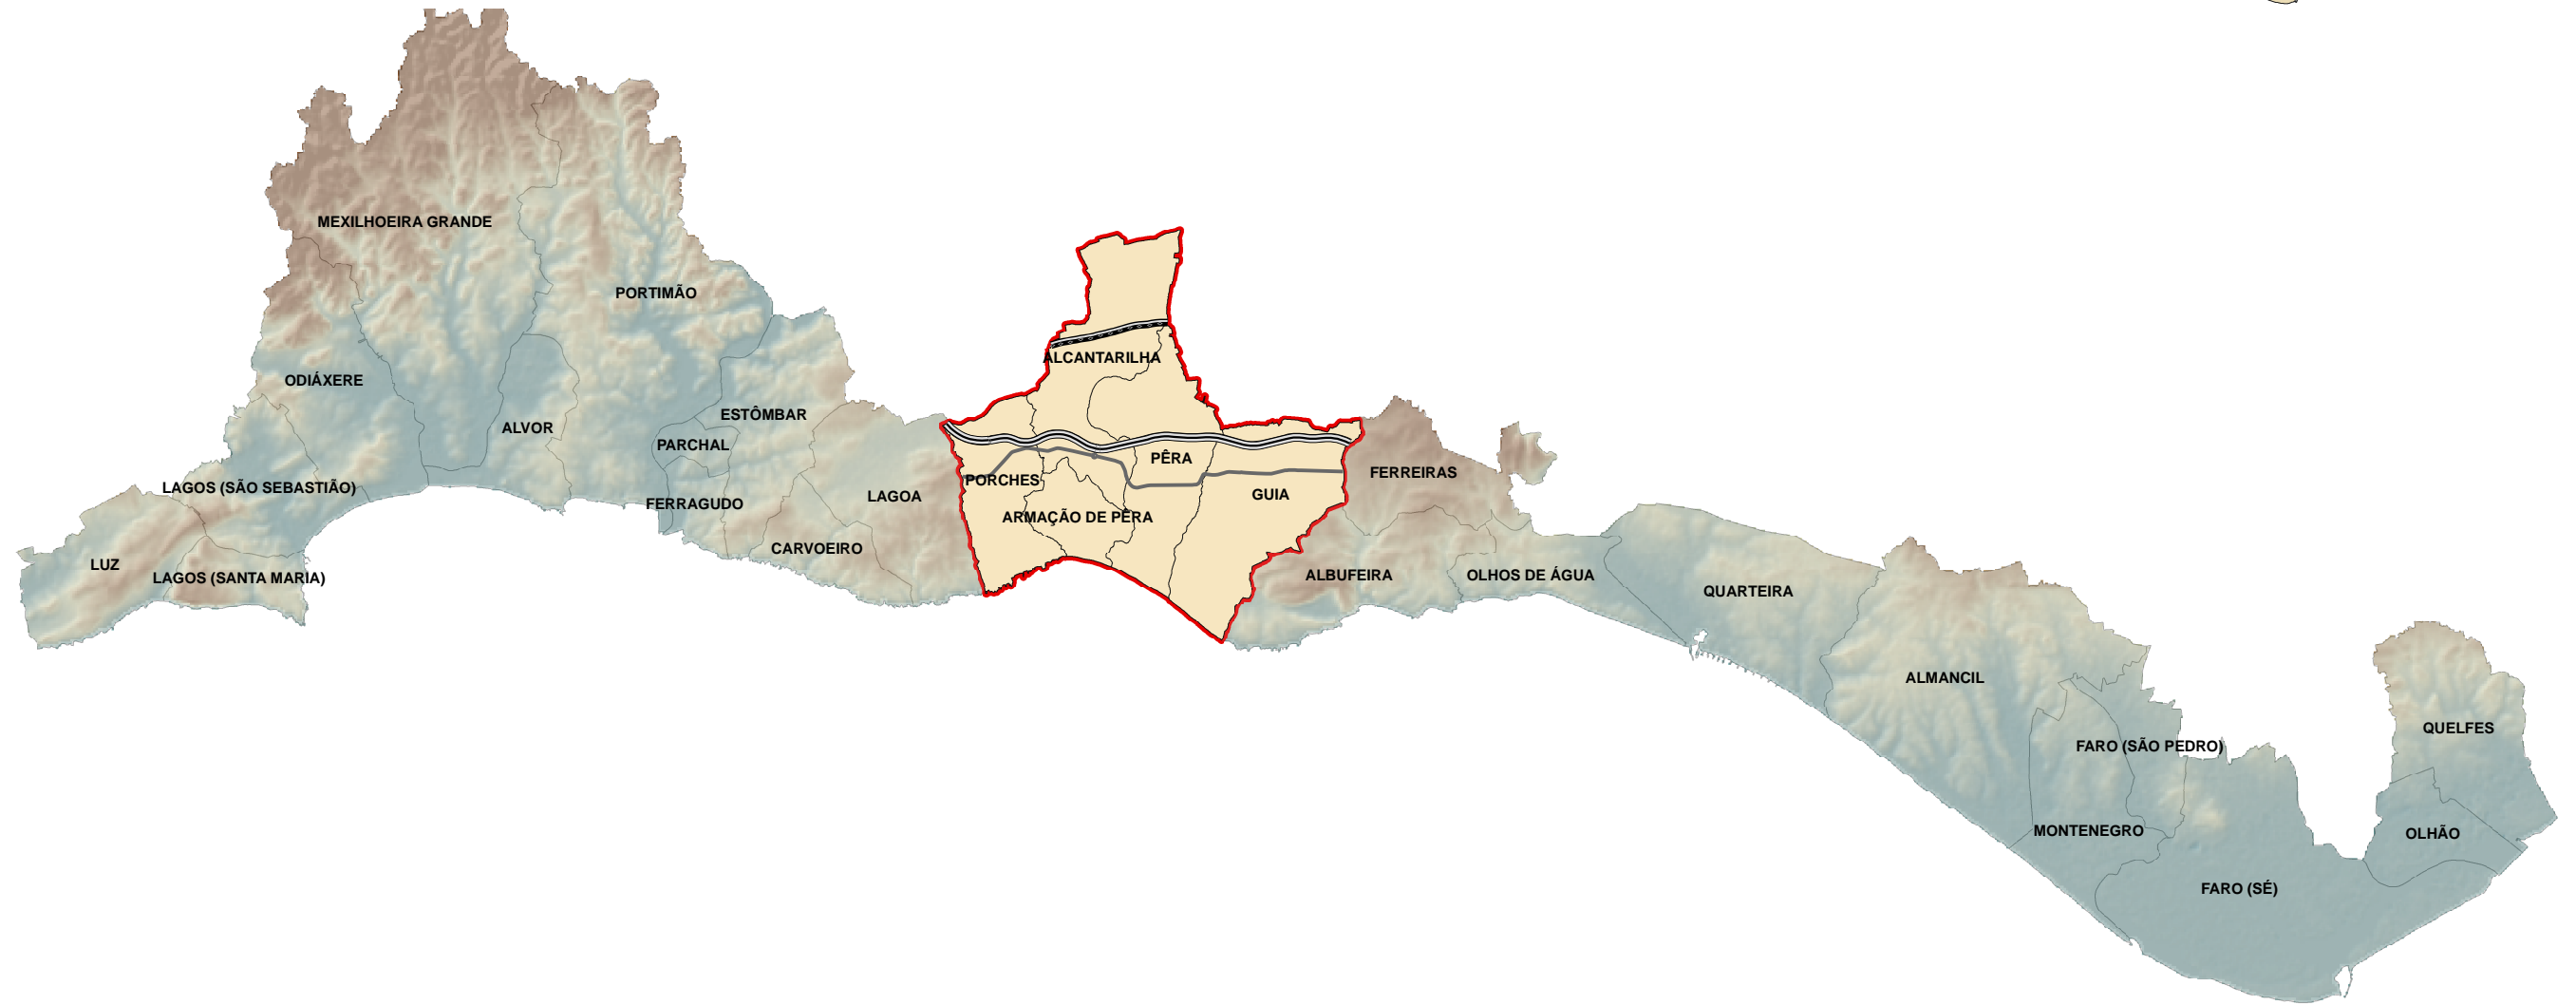 MEXILHOEIRA GRANDE
PORTIMÃO
ALCANTARILHA
ODIÁXERE
ESTÔMBAR
ALVOR
PARCHAL
PÊRA
FERREIRAS
PORCHES
LAGOS (SÃO SEBASTIÃO)
LAGOA
GUIA
FERRAGUDO
ARMAÇÃO DE PÊRA
CARVOEIRO
LUZ
LAGOS (SANTA MARIA)
ALBUFEIRA
OLHOS DE ÁGUA
QUARTEIRA
ALMANCIL
QUELFES
FARO (SÃO PEDRO)
MONTENEGRO
OLHÃO
FARO (SÉ)